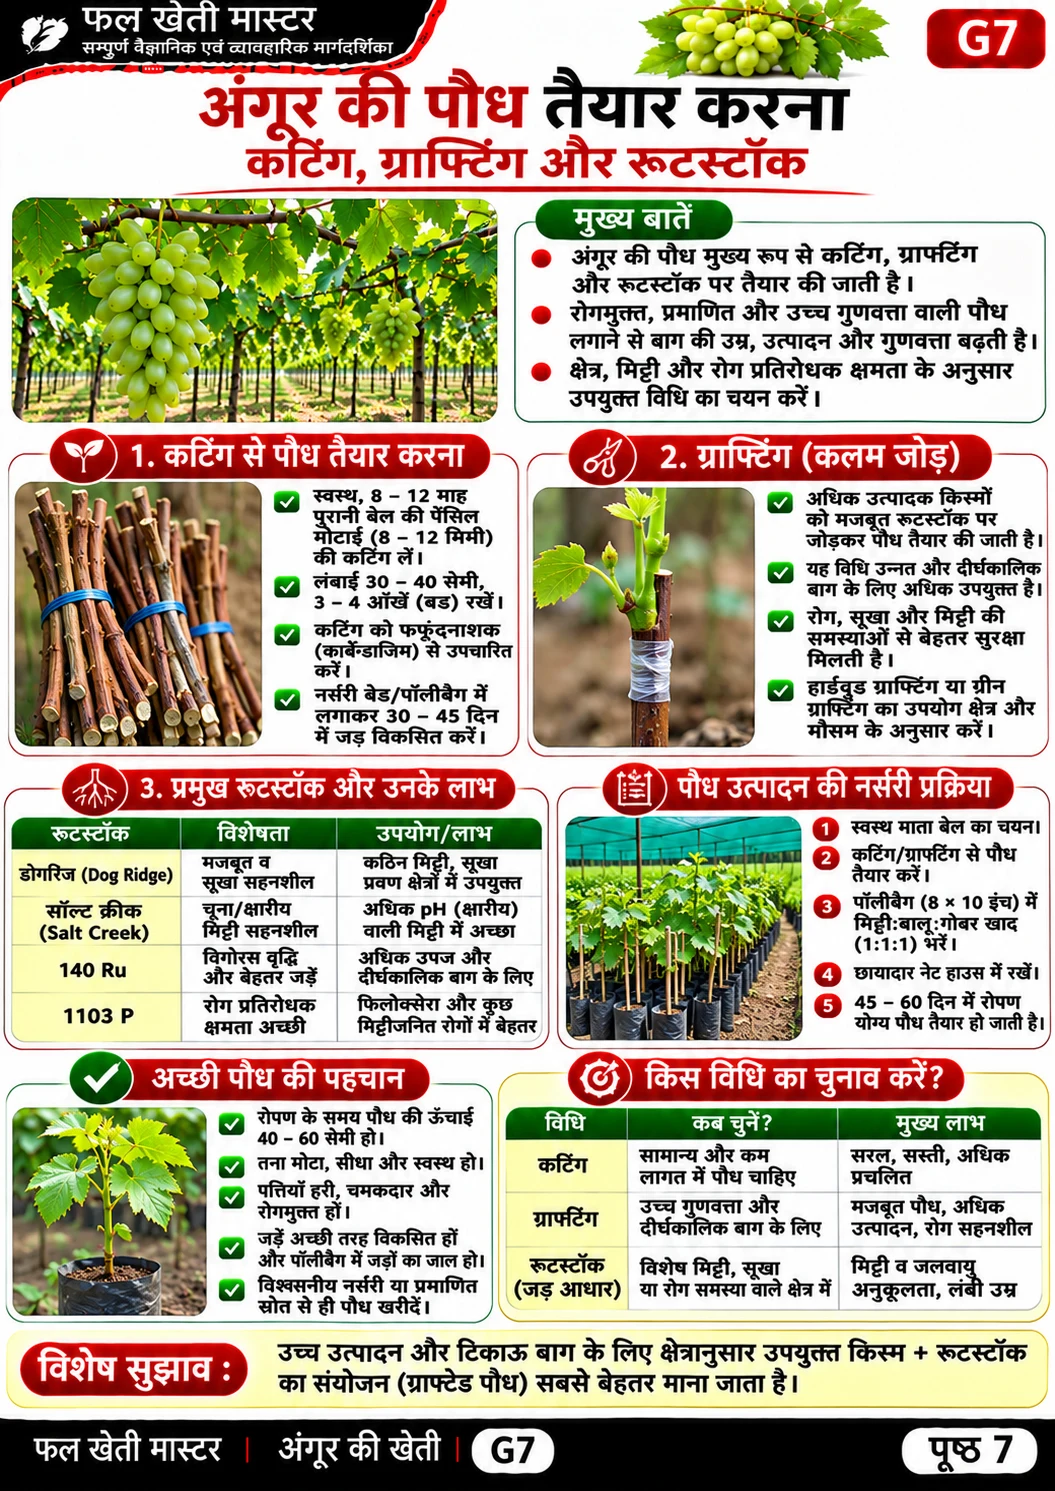 फल खेती मास्टर
सम्पुर्ण वैज्ञानिक एवं व्यावहारिक मार्गदर्शिका
G7
अंगूर की पौध तैयार करना
कटिंग, ग्राफ्टिंग और रूटस्टॉक
मुख्य बातें
अंगूर की पौध मुख्य रूप से कटिंग, ग्राफ्टिंग
और रूटस्टॉक पर तैयार की जाती है।
रोगमुक्त, प्रमाणित और उच्च गुणवत्ता वाली पौध
लगाने से बाग की उम्र, उत्पादन और गुणवत्ता बढ़ती है।
क्षेत्र, मिट्टी और रोग प्रतिरोधक क्षमता के अनुसार
उपयुक्त विधि का चयन करें।
1. कटिंग से पौध तैयार करना
स्वस्थ, 8 – 12 माह
पुरानी बेल की पेंसिल
मोटाई (8 – 12 मिमी)
की कटिंग लें।
लंबाई 30 – 40 सेमी,
3 – 4 आँखें (बड) रखें।
कटिंग को फफूंदनाशक
(कार्बेन्डाजिम) से उपचारित
करें।
नर्सरी बेड/पॉलीबैग में
लगाकर 30 – 45 दिन
में जड़ विकसित करें।
2. ग्राफ्टिंग (कलम जोड़)
अधिक उत्पादक किस्मों
को मजबूत रूटस्टॉक पर
जोड़कर पौध तैयार की जाती है।
यह विधि उन्नत और दीर्घकालिक
बाग के लिए अधिक उपयुक्त है।
रोग, सूखा और मिट्टी की
समस्याओं से बेहतर सुरक्षा
मिलती है।
हार्डवुड ग्राफ्टिंग या ग्रीन
ग्राफ्टिंग का उपयोग क्षेत्र और
मौसम के अनुसार करें।
3. प्रमुख रूटस्टॉक और उनके लाभ
रूटस्टॉक विशेषता उपयोग/लाभ
डोगरिज (Dog Ridge) मजबूत व सूखा सहनशील कठिन मिट्टी, सूखा प्रवण क्षेत्रों में उपयुक्त
सॉल्ट क्रीक (Salt Creek) चूना/क्षारीय मिट्टी सहनशील अधिक pH (क्षारीय) वाली मिट्टी में अच्छा
140 Ru विगोरस वृद्धि और बेहतर जड़ें अधिक उपज और दीर्घकालिक बाग के लिए
1103 P रोग प्रतिरोधक क्षमता अच्छी फिलोक्सेरा और कुछ मिट्टीजनित रोगों में बेहतर
पौध उत्पादन की नर्सरी प्रक्रिया
1 स्वस्थ माता बेल का चयन।
2 कटिंग/ग्राफ्टिंग से पौध
तैयार करें।
3 पॉलीबैग (8 × 10 इंच) में
मिट्टी:बालू:गोबर खाद
(1:1:1) भरें।
4 छायादार नेट हाउस में रखें।
5 45 – 60 दिन में रोपण
योग्य पौध तैयार हो जाती है।
अच्छी पौध की पहचान
रोपण के समय पौध की ऊँचाई
40 – 60 सेमी हो।
तना मोटा, सीधा और स्वस्थ हो।
पत्तियाँ हरी, चमकदार और
रोगमुक्त हों।
जड़ें अच्छी तरह विकसित हों
और पॉलीबैग में जड़ों का जाल हो।
विश्वसनीय नर्सरी या प्रमाणित
स्रोत से ही पौध खरीदें।
किस विधि का चुनाव करें?
विधि कब चुनें? मुख्य लाभ
कटिंग सामान्य और कम लागत में पौध चाहिए सरल, सस्ती, अधिक प्रचलित
ग्राफ्टिंग उच्च गुणवत्ता और दीर्घकालिक बाग के लिए मजबूत पौध, अधिक उत्पादन, रोग सहनशील
रूटस्टॉक (जड़ आधार) विशेष मिट्टी, सूखा या रोग समस्या वाले क्षेत्र में मिट्टी व जलवायु अनुकूलता, लंबी उम्र
विशेष सुझाव :
उच्च उत्पादन और टिकाऊ बाग के लिए क्षेत्रानुसार उपयुक्त किस्म + रूटस्टॉक
का संयोजन (ग्राफ्टेड पौध) सबसे बेहतर माना जाता है।
फल खेती मास्टर | अंगूर की खेती | G7
पृष्ठ 7